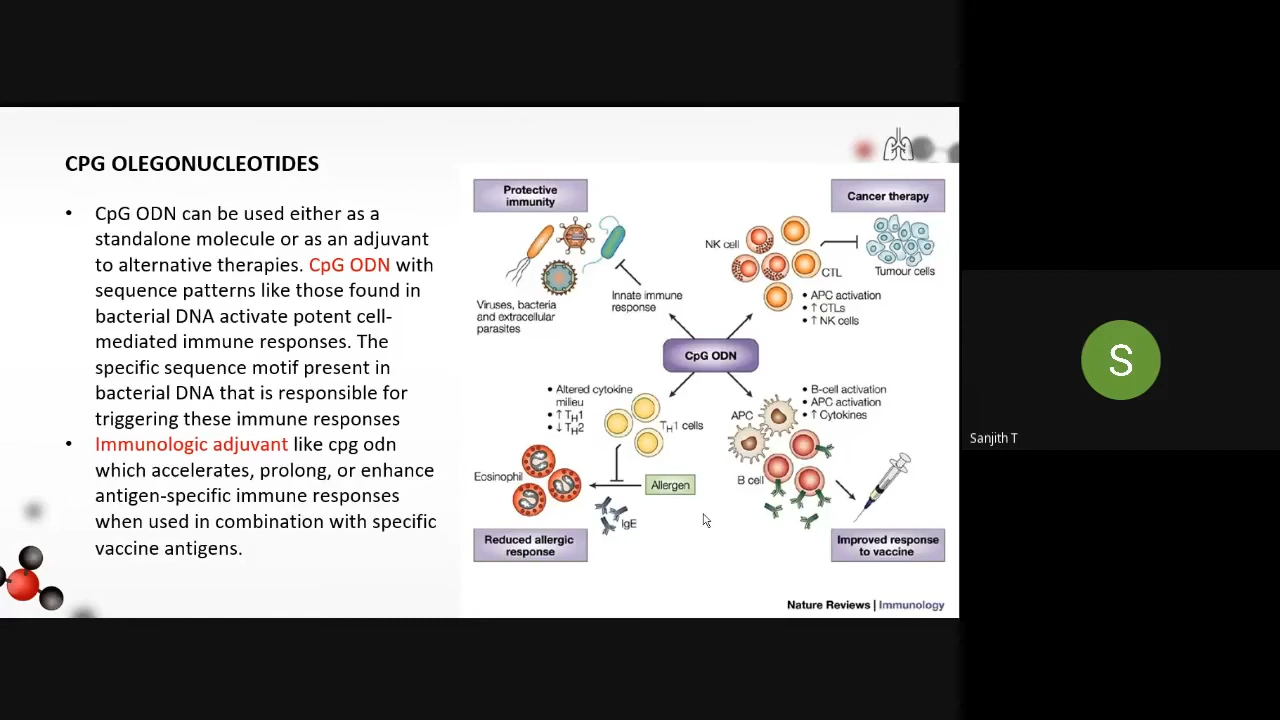 CPG OLEGONUCLEOTIDES
• CpG ODN can be used either as a
standalone molecule or as an adjuvant
to alternative therapies. CpG ODN with
sequence patterns like those found in
bacterial DNA activate potent cell-
mediated immune responses. The
specific sequence motif present in
bacterial DNA that is responsible for
triggering these immune responses
• Immunologic adjuvant like cpg odn
which accelerates, prolong, or enhance
antigen-specific immune responses
when used in combination with specific
vaccine antigens.
Protective
immunity
Viruses, bacteria
and extracellular
parasites
Innate immune
response
Cancer therapy
NK cell
CTL
Tumour cells
• APC activation
• ↑ CTLs
• ↑ NK cells
CpG ODN
• Altered cytokine
milieu
• ↑ TH1
• ↓ TH2
TH1 cells
Eosinophil
Allergen
IgE
Reduced allergic
response
• B-cell activation
• APC activation
• ↑ Cytokines
APC
B cell
Improved response
to vaccine
Nature Reviews | Immunology
S
Sanjith T